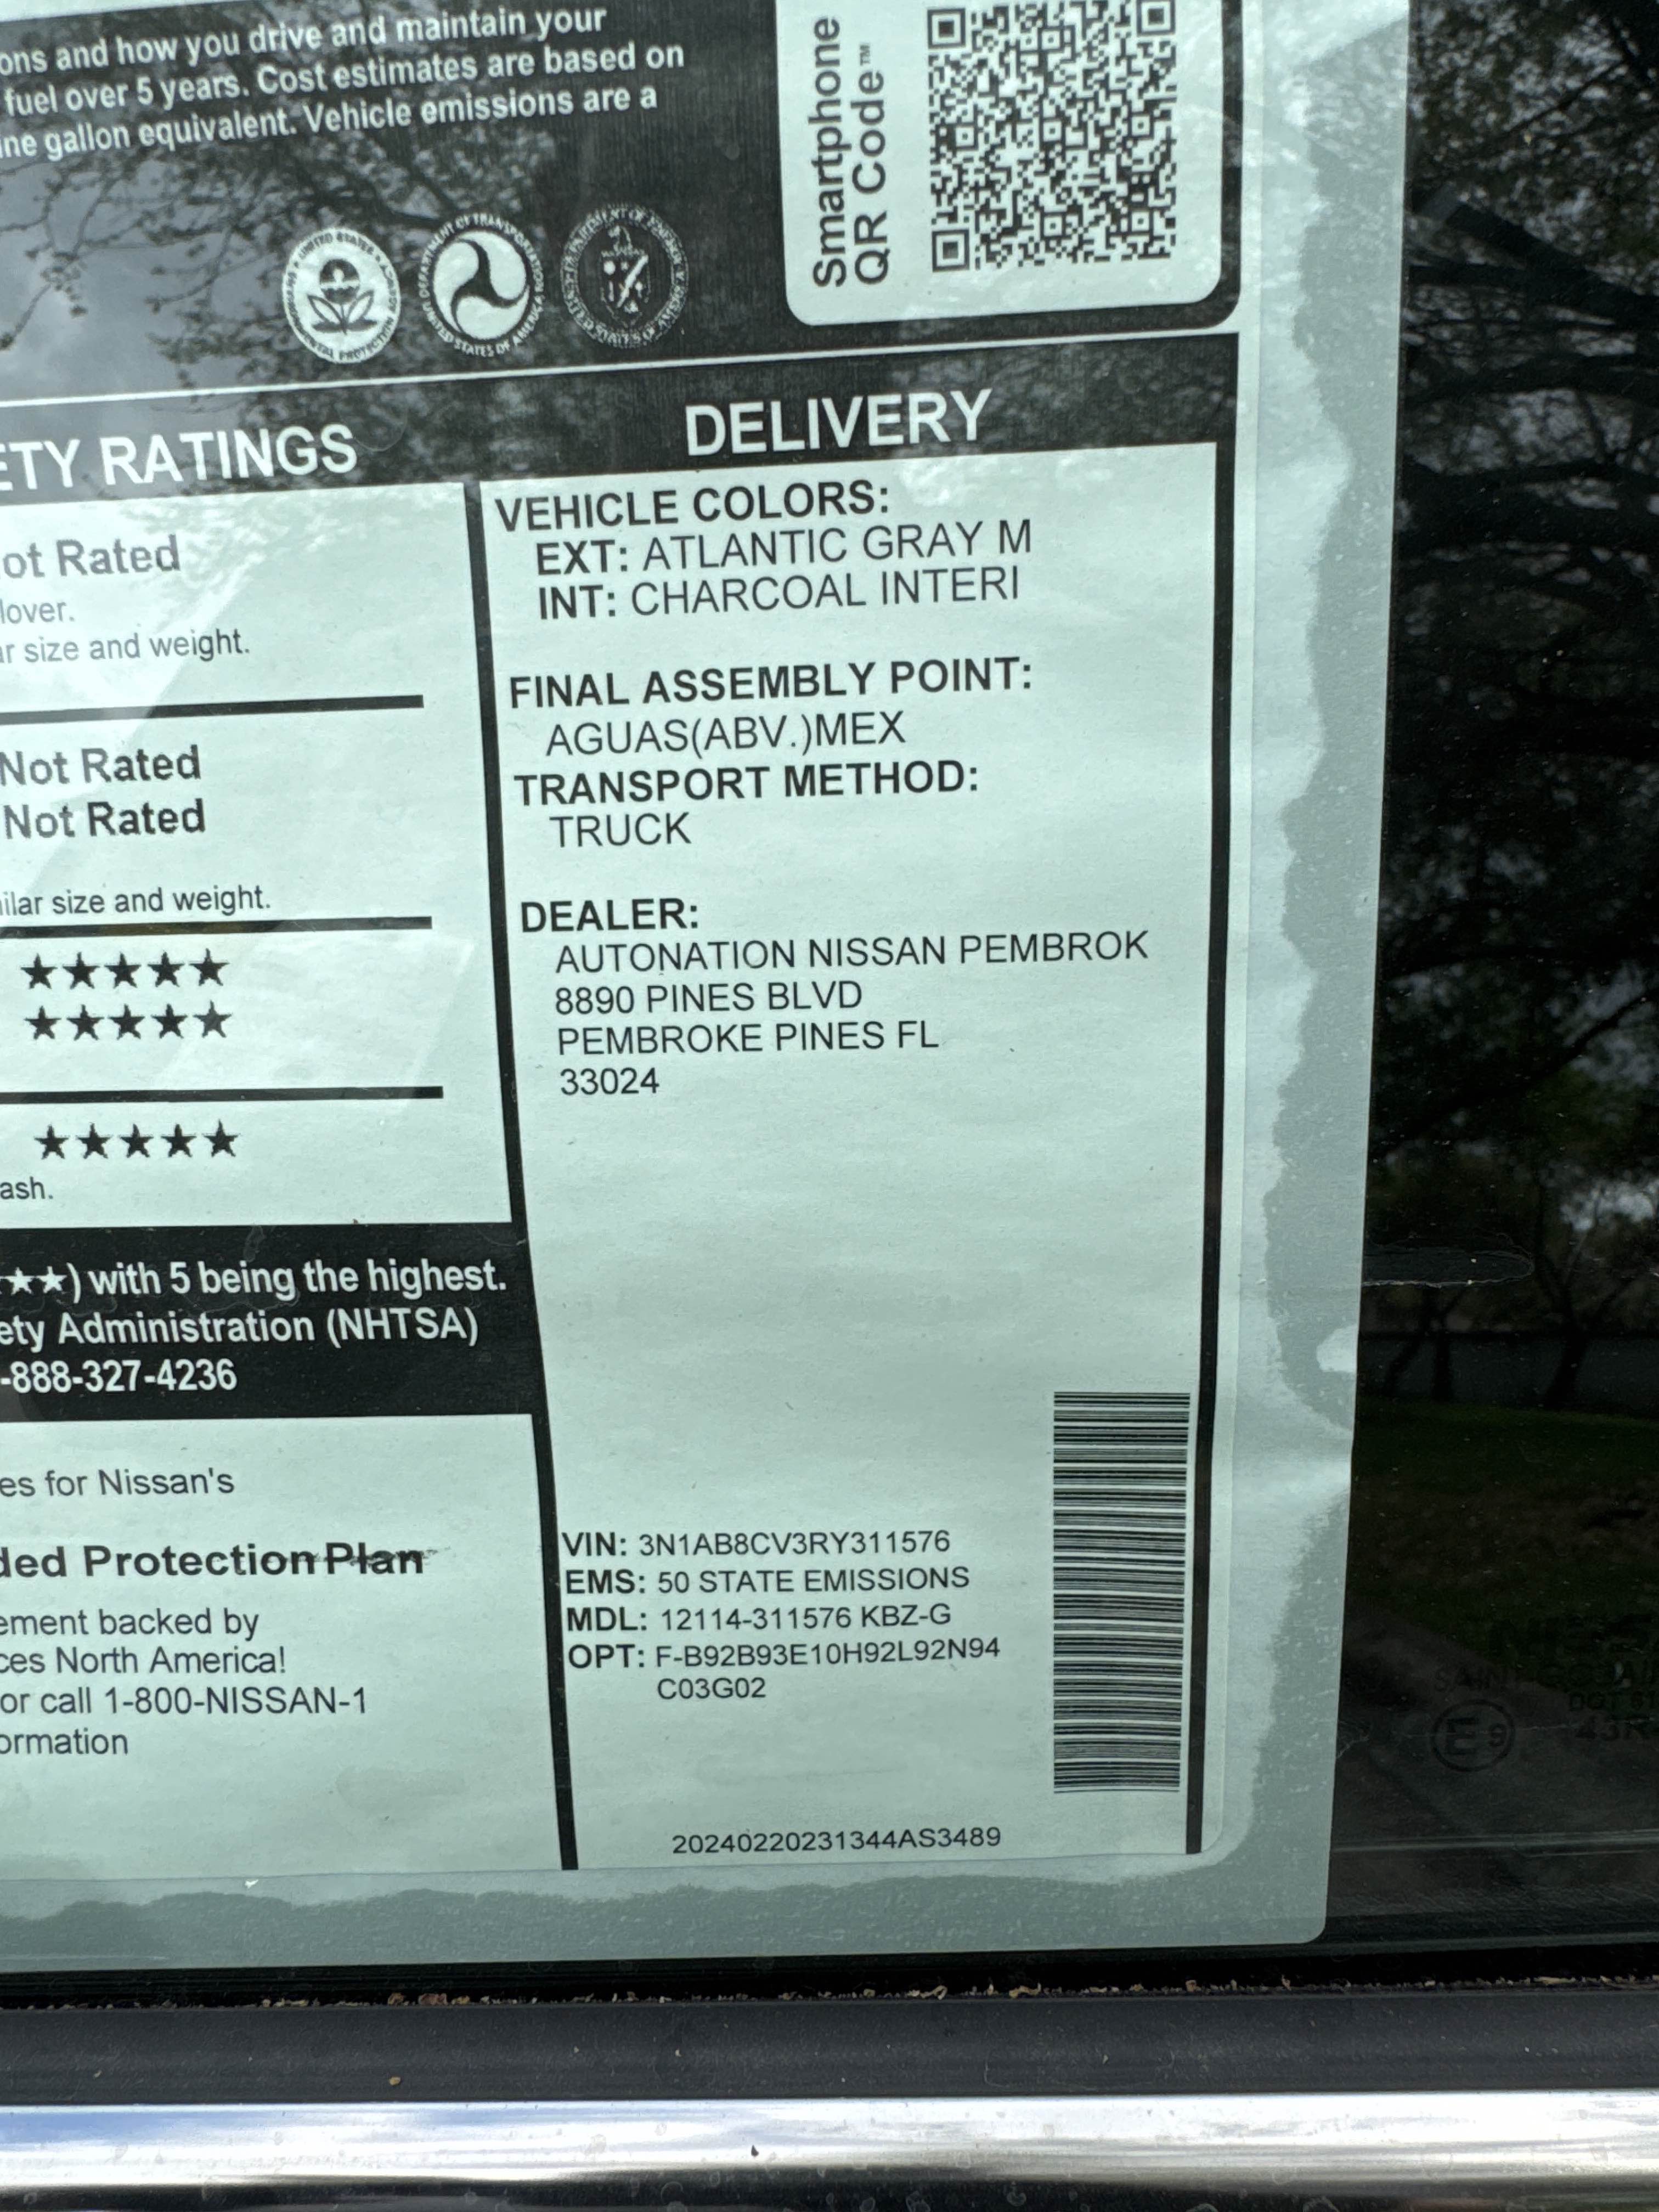 ons and how you drive and maintain your
fuel over 5 years. Cost estimates are based on
ine gallon equivalent. Vehicle emissions are a
Smartphone
QR Code™
ETY RATINGS
ot Rated
lover.
ar size and weight.
Not Rated
Not Rated
ilar size and weight.
★★★★★
★★★★★
★★★★★
ash.
★★) with 5 being the highest.
ety Administration (NHTSA)
-888-327-4236
es for Nissan's
ded Protection Plan
ement backed by
ces North America!
or call 1-800-NISSAN-1
ormation
DELIVERY
VEHICLE COLORS:
EXT: ATLANTIC GRAY M
INT: CHARCOAL INTERI
FINAL ASSEMBLY POINT:
AGUAS(ABV.)MEX
TRANSPORT METHOD:
TRUCK
DEALER:
AUTONATION NISSAN PEMBROK
8890 PINES BLVD
PEMBROKE PINES FL
33024
VIN: 3N1AB8CV3RY311576
EMS: 50 STATE EMISSIONS
MDL: 12114-311576 KBZ-G
OPT: F-B92B93E10H92L92N94
C03G02
20240220231344AS3489
E9
43R